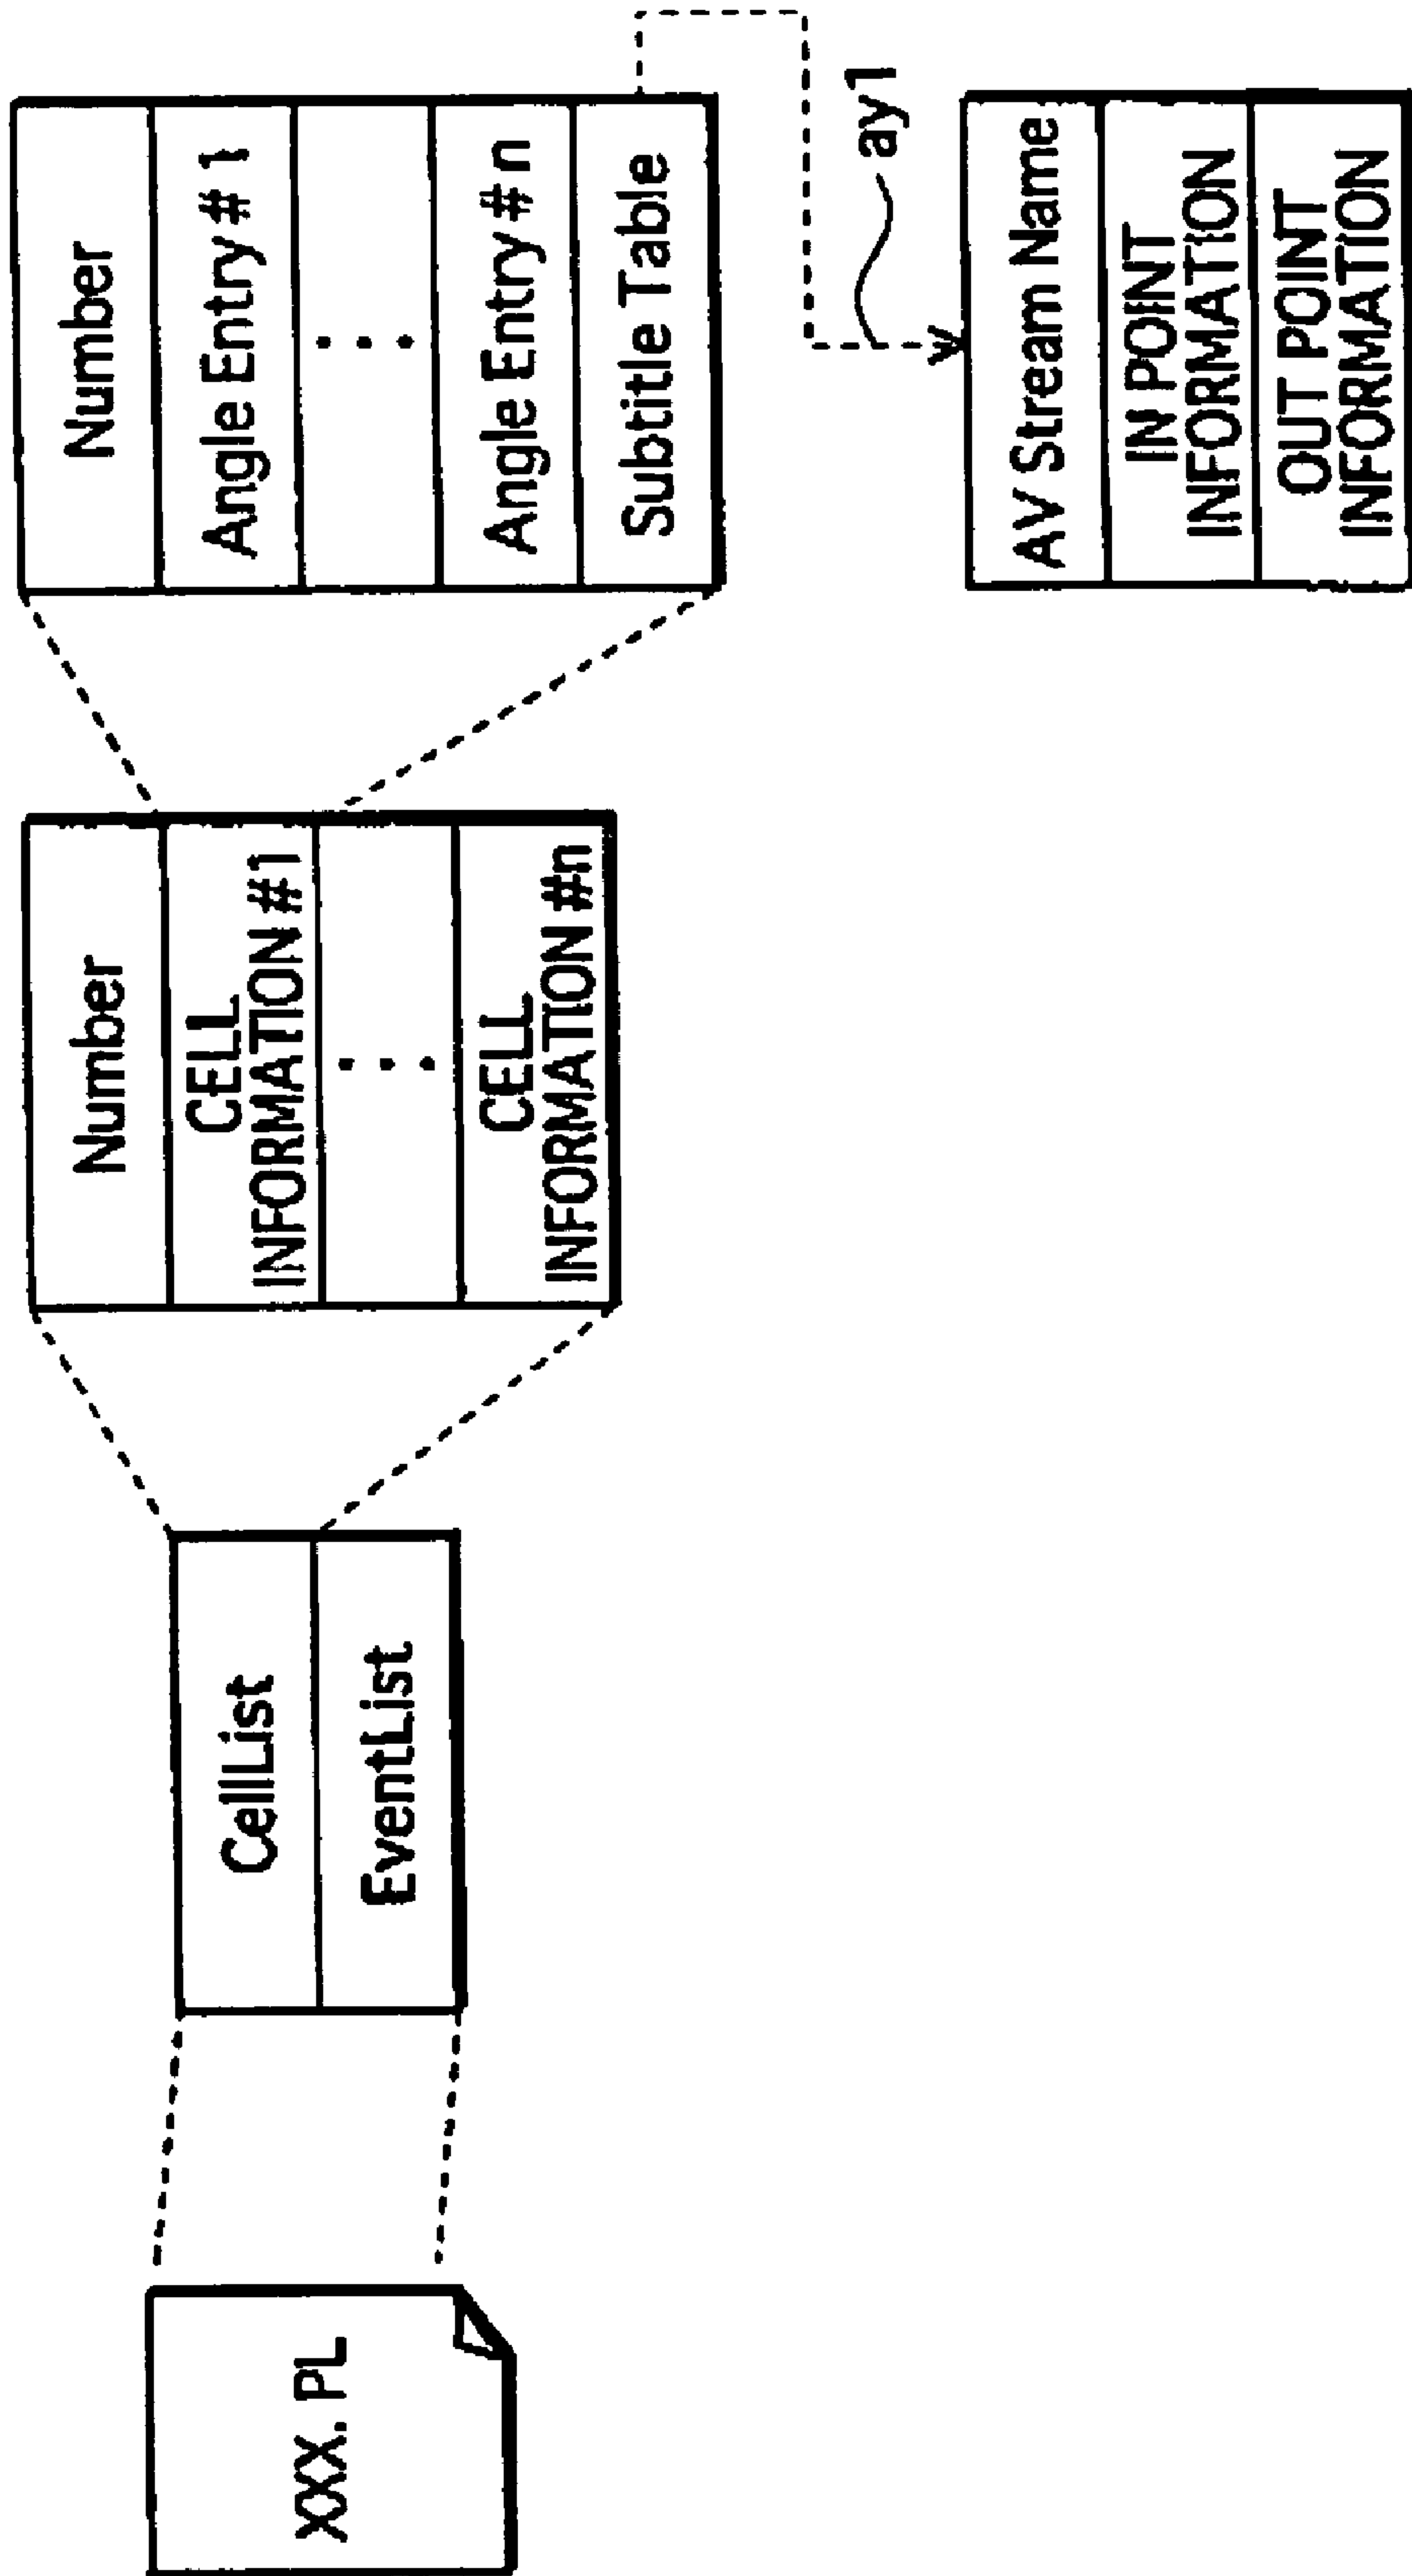 XXX. PL
CellList
EventList
Number
CELL
INFORMATION #1
CELL
INFORMATION #n
Number
Angle Entry # 1
Angle Entry # n
Subtitle Table
ay1
AV Stream Name
IN POINT
INFORMATION
OUT POINT
INFORMATION